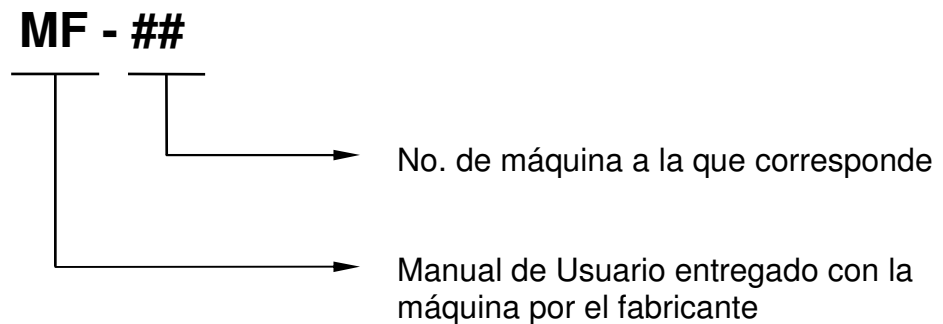 MF - ##
No. de máquina a la que corresponde
Manual de Usuario entregado con la
máquina por el fabricante